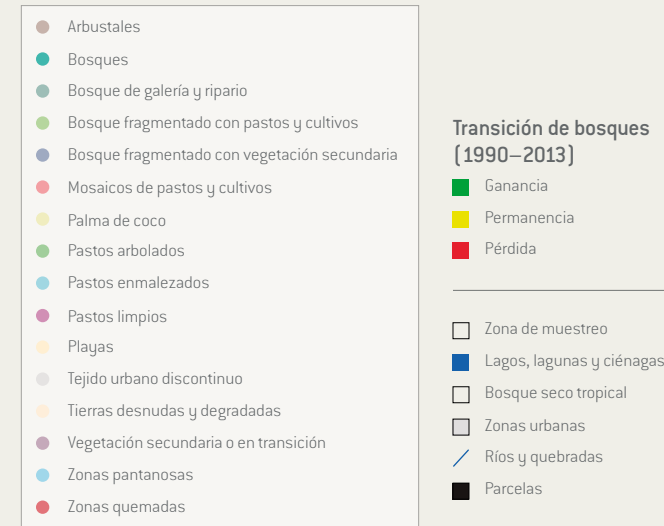 Arbustales
Bosques
Bosque de galería y ripario
Bosque fragmentado con pastos y cultivos
Bosque fragmentado con vegetación secundaria
Mosaicos de pastos y cultivos
Palma de coco
Pastos arbolados
Pastos enmalezados
Pastos limpios
Playas
Tejido urbano discontinuo
Tierras desnudas y degradadas
Vegetación secundaria o en transición
Zonas pantanosas
Zonas quemadas
Transición de bosques
(1990–2013)
Ganancia
Permanencia
Pérdida
Zona de muestreo
Lagos, lagunas y ciénagas
Bosque seco tropical
Zonas urbanas
Ríos y quebradas
Parcelas